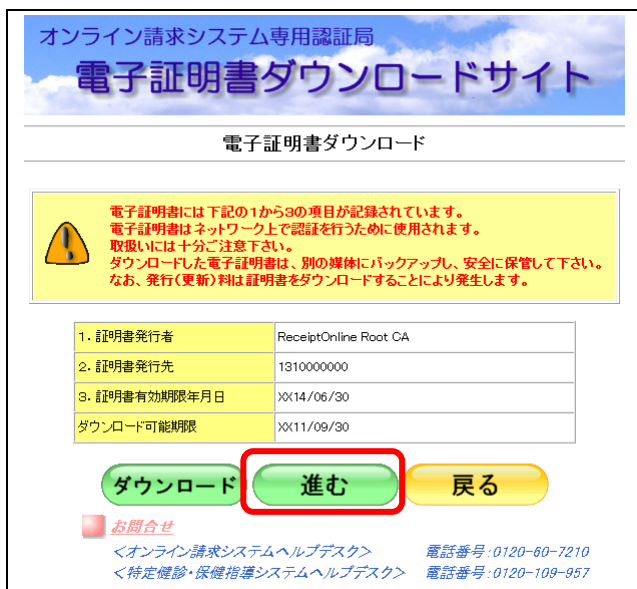 オンライン請求システム専用認証局
電子証明書ダウンロードサイト
電子証明書ダウンロード
電子証明書には下記の1から3の項目が記録されています。
電子証明書はネットワーク上で認証を行うために使用されます。
取扱いには十分ご注意下さい。
ダウンロードした電子証明書は、別の媒体にバックアップし、安全に保管して下さい。
なお、発行(更新)料は証明書をダウンロードすることにより発生します。
1. 証明書発行者 ReceiptOnline Root CA
2. 証明書発行先 1310000000
3. 証明書有効期限年月日 XX14/06/30
ダウンロード可能期限 XX11/09/30
ダウンロード 進む 戻る
お問合せ
<オンライン請求システムヘルプデスク> 電話番号:0120-60-7210
<特定健診・保健指導システムヘルプデスク> 電話番号:0120-109-957